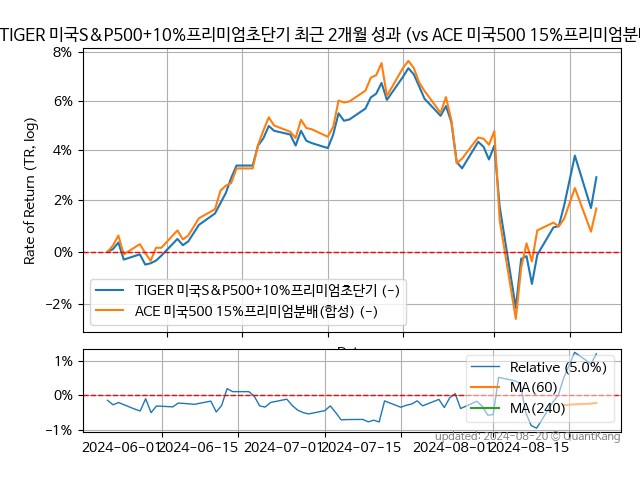 TIGER 미국S&P500+10%프리미엄초단기 최근 2개월 성과 (vs ACE 미국500 15%프리미엄분
8%
6%
4%
2%
0%
−2%
Rate of Return (TR, log)
TIGER 미국S&P500+10%프리미엄초단기 (-)
ACE 미국500 15%프리미엄분배(합성) (-)
1%
0%
−1%
Relative (5.0%)
MA(60)
MA(240)
2024-06-01 2024-06-15 2024-07-01 2024-07-15 2024-08-01 2024-08-15
updated: 2024-08-20 © QuantKang